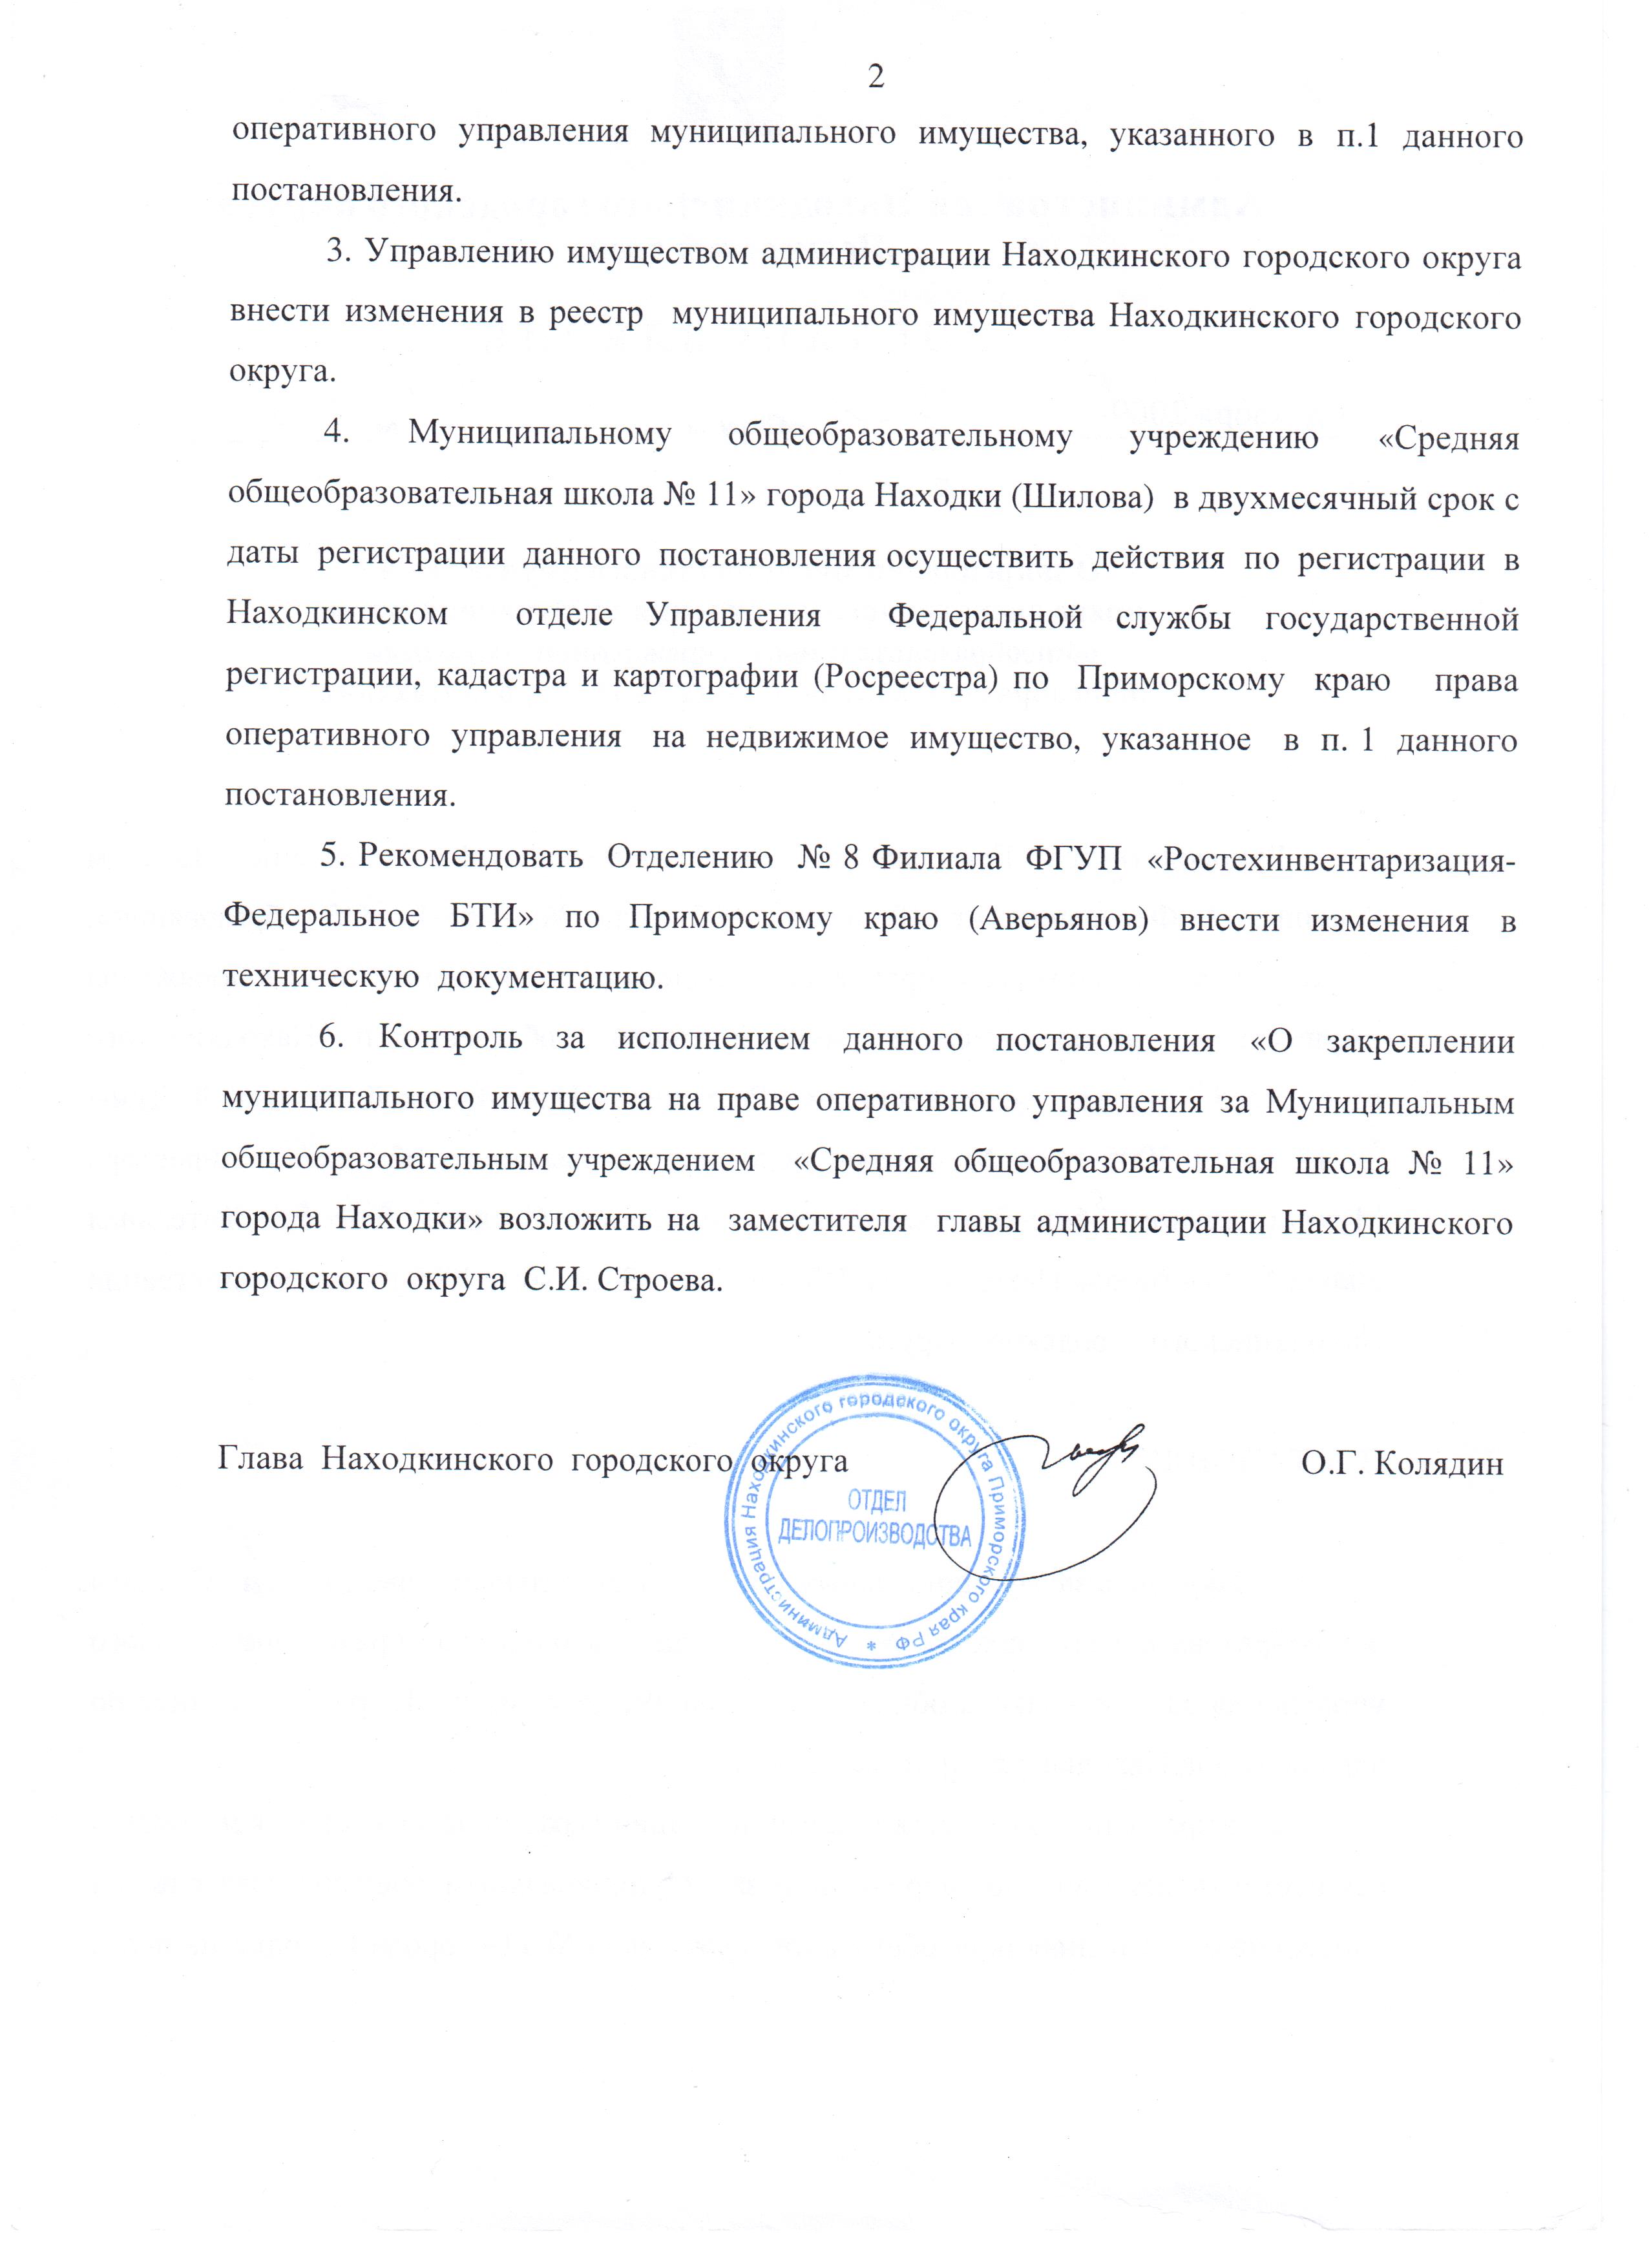 2
оперативного управления муниципального имущества, указанного в п.1 данного
постановления.
3. Управлению имуществом администрации Находкинского городского округа
внести изменения в реестр муниципального имущества Находкинского городского
округа.
4. Муниципальному общеобразовательному учреждению «Средняя
общеобразовательная школа № 11» города Находки (Шилова) в двухмесячный срок с
даты регистрации данного постановления осуществить действия по регистрации в
Находкинском отделе Управления Федеральной службы государственной
регистрации, кадастра и картографии (Росреестра) по Приморскому краю права
оперативного управления на недвижимое имущество, указанное в п. 1 данного
постановления.
5. Рекомендовать Отделению № 8 Филиала ФГУП «Ростехинвентаризация-
Федеральное БТИ» по Приморскому краю (Аверьянов) внести изменения в
техническую документацию.
6. Контроль за исполнением данного постановления «О закреплении
муниципального имущества на праве оперативного управления за Муниципальным
общеобразовательным учреждением «Средняя общеобразовательная школа № 11»
города Находки» возложить на заместителя главы администрации Находкинского
городского округа С.И. Строева.
Глава Находкинского городского округа О.Г. Колядин
Администрация Находкинского городского округа Приморского края РФ *
ОТДЕЛ
ДЕЛОПРОИЗВОДСТВА